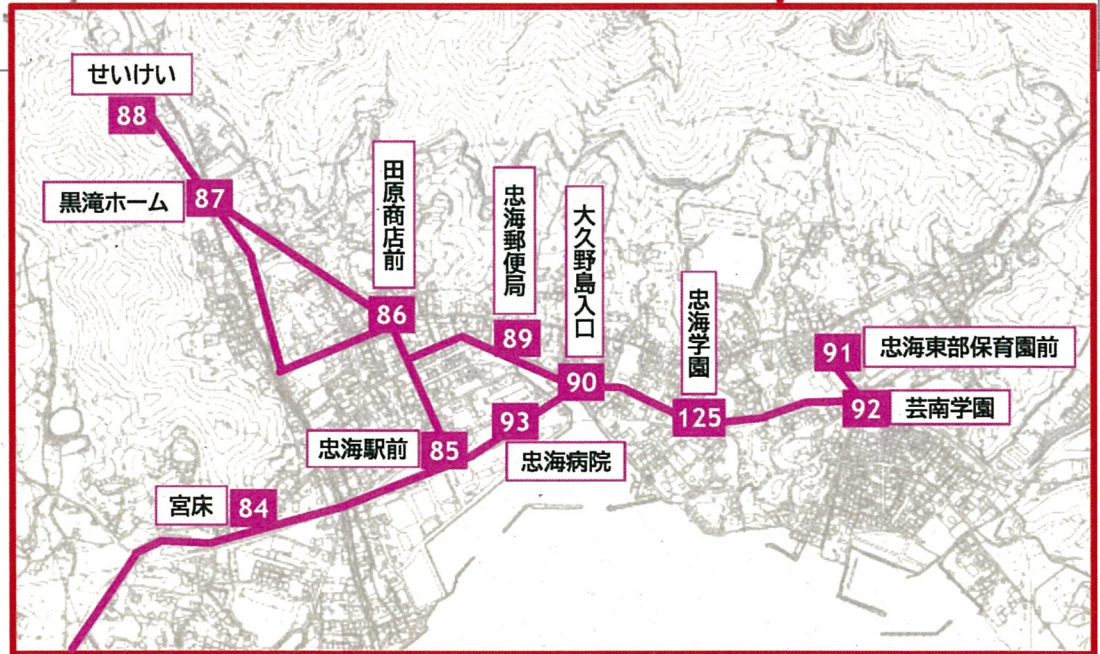 せいけい
88
黒滝ホーム
87
田原商店前
86
忠海郵便局
89
大久野島入口
90
忠海学園
125
91
忠海東部保育園前
92
芸南学園
93
忠海病院
忠海駅前
85
宮床
84